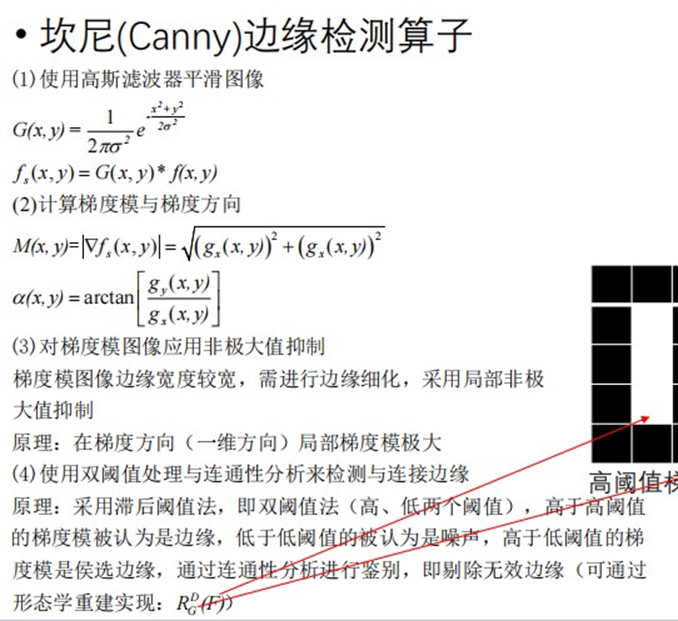 • 坎尼(Canny)边缘检测算子
(1)使用高斯滤波器平滑图像
G(x,y) = \frac{1}{2πσ^2} e^{-\frac{x^2+y^2}{2σ^2}}
f_s(x,y) = G(x,y)* f(x,y)
(2)计算梯度模与梯度方向
M(x,y)=|∇f_s(x,y)| = \sqrt{(g_x(x,y))^2+(g_x(x,y))^2}
α(x,y) = arctan[\frac{g_y(x,y)}{g_x(x,y)}]
(3)对梯度模图像应用非极大值抑制
梯度模图像边缘宽度较宽，需进行边缘细化，采用局部非极
大值抑制
原理：在梯度方向（一维方向）局部梯度模极大
(4)使用双阈值处理与连通性分析来检测与连接边缘
高阈值梯
原理：采用滞后阈值法，即双阈值法（高、低两个阈值），高于高阈值
的梯度模被认为是边缘，低于低阈值的被认为是噪声，高于低阈值的梯
度模是侯选边缘，通过连通性分析进行鉴别，即剔除无效边缘（可通过
形态学重建实现：R_G^D(F)）